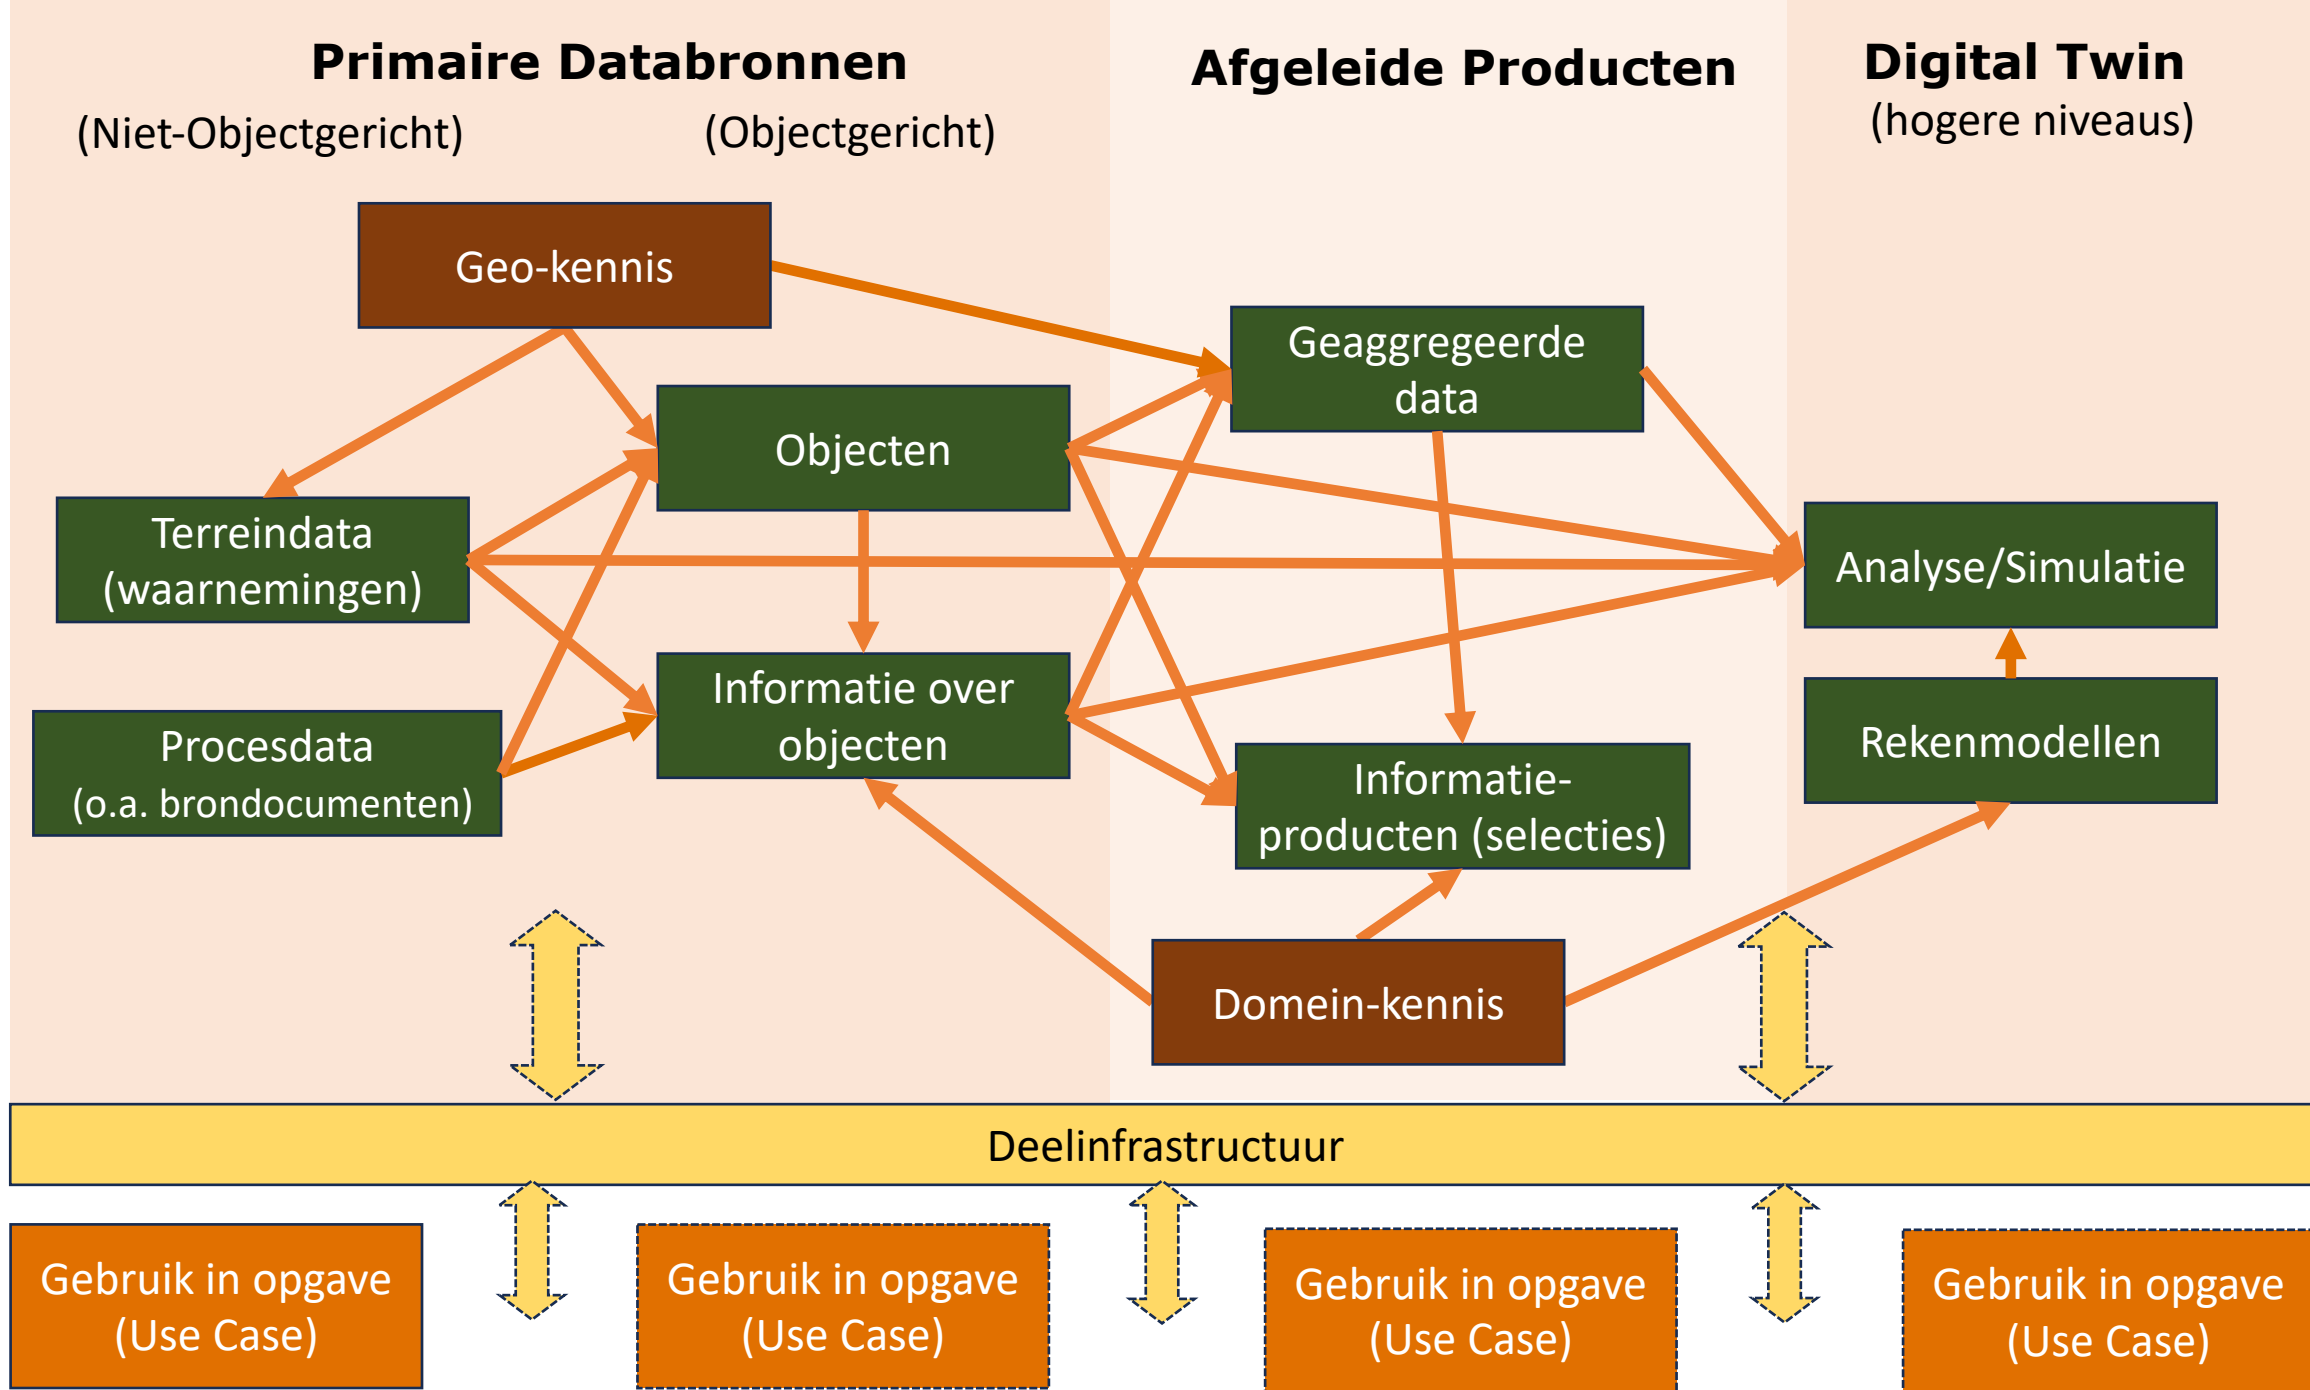 Primaire Databronnen
(Niet-Objectgericht)
(Objectgericht)
Afgeleide Producten
Digital Twin
(hogere niveaus)
Geo-kennis
Geaggregeerde
data
Objecten
Terreindata
(waarnemingen)
Analyse/Simulatie
Informatie over
objecten
Procesdata
(o.a. brondocumenten)
Rekenmodellen
Informatie-
producten (selecties)
Domein-kennis
Deelinfrastructuur
Gebruik in opgave
(Use Case)
Gebruik in opgave
(Use Case)
Gebruik in opgave
(Use Case)
Gebruik in opgave
(Use Case)